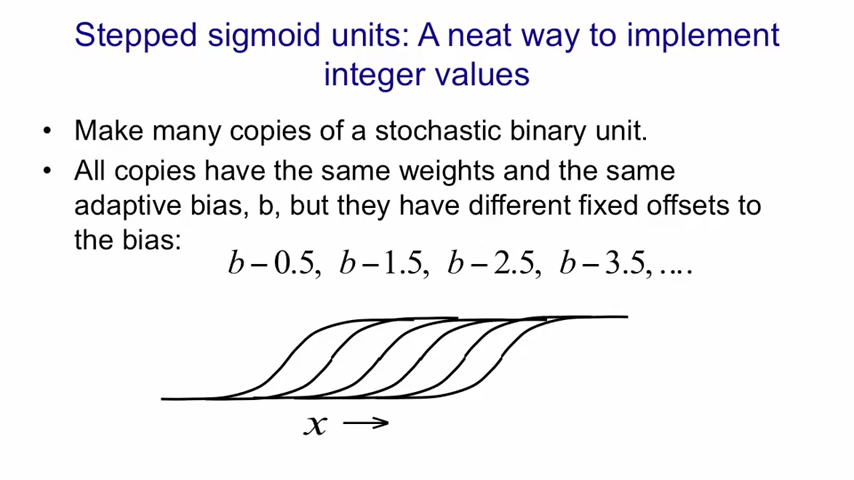 Stepped sigmoid units: A neat way to implement
integer values
• Make many copies of a stochastic binary unit.
• All copies have the same weights and the same
adaptive bias, b, but they have different fixed offsets to
the bias:
b − 0.5, b − 1.5, b − 2.5, b − 3.5, ....
x →